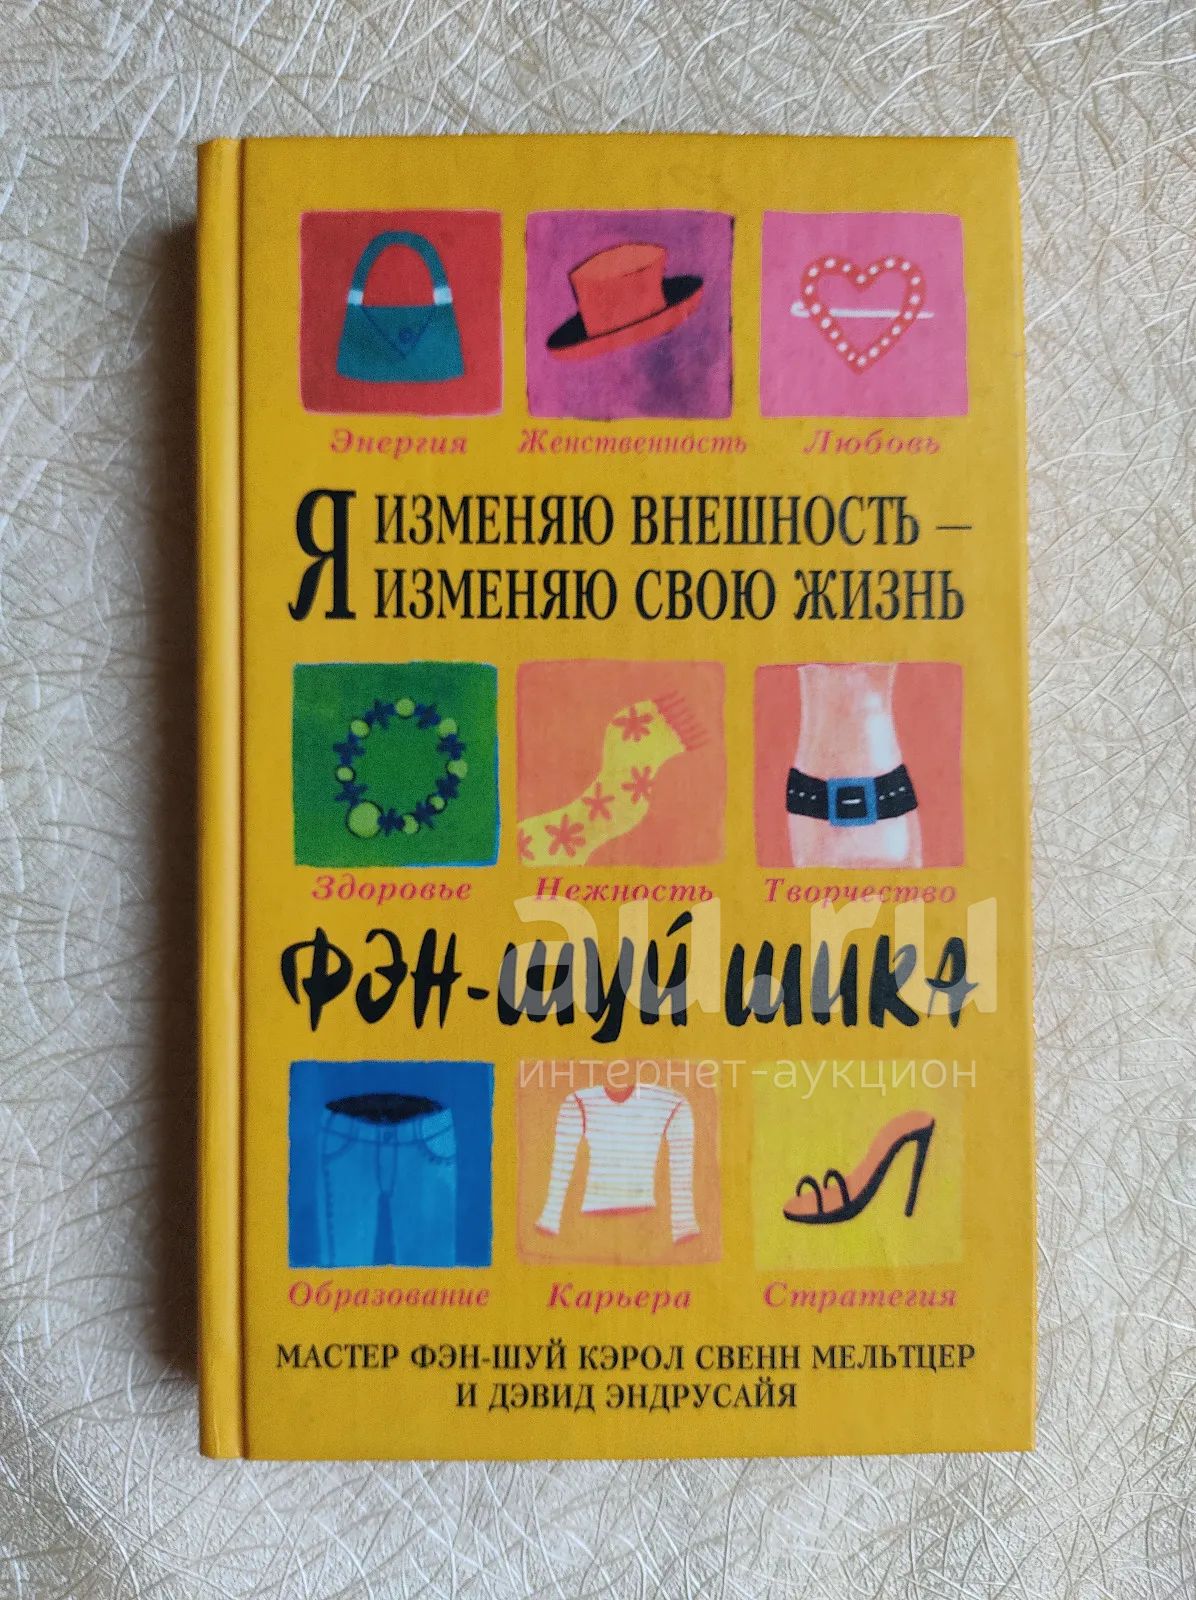 Энергия Женственность Любовь
Я ИЗМЕНЯЮ ВНЕШНОСТЬ –
ИЗМЕНЯЮ СВОЮ ЖИЗНЬ
Здоровье Нежность Творчество
ФЭН-ШУЙ ШИКА
au.ru
интернет-аукцион
Образование Карьера Стратегия
МАСТЕР ФЭН-ШУЙ КЭРОЛ СВЕНН МЕЛЬТЦЕР
И ДЭВИД ЭНДРУСАЙЯ